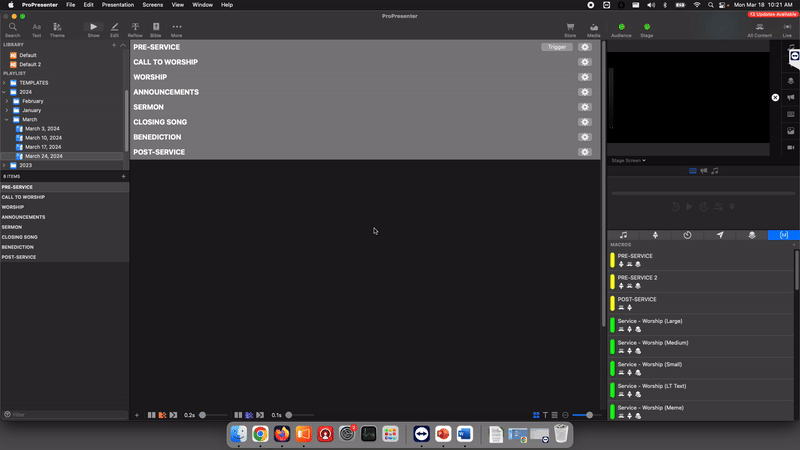 ProPresenter File Edit Presentation Screens View Window Help
Mon Mar 18 10:21 AM
ProPresenter
13 Updates Available
Search Text Theme Show Edit Reflow Bible More Store Media Audience Stage All Content Live
LIBRARY
Default
Default 2
PLAYLIST
TEMPLATES
2024
February
January
March
March 3, 2024
March 10, 2024
March 17, 2024
March 24, 2024
2023
8 ITEMS
PRE-SERVICE
CALL TO WORSHIP
WORSHIP
ANNOUNCEMENTS
SERMON
CLOSING SONG
BENEDICTION
POST-SERVICE
Filter
PRE-SERVICE Trigger
CALL TO WORSHIP
WORSHIP
ANNOUNCEMENTS
SERMON
CLOSING SONG
BENEDICTION
POST-SERVICE
0.2s 0.1s
Stage Screen
MACROS
PRE-SERVICE
PRE-SERVICE 2
POST-SERVICE
Service - Worship (Large)
Service - Worship (Medium)
Service - Worship (Small)
Service - Worship (LT Text)
Service - Worship (Meme)